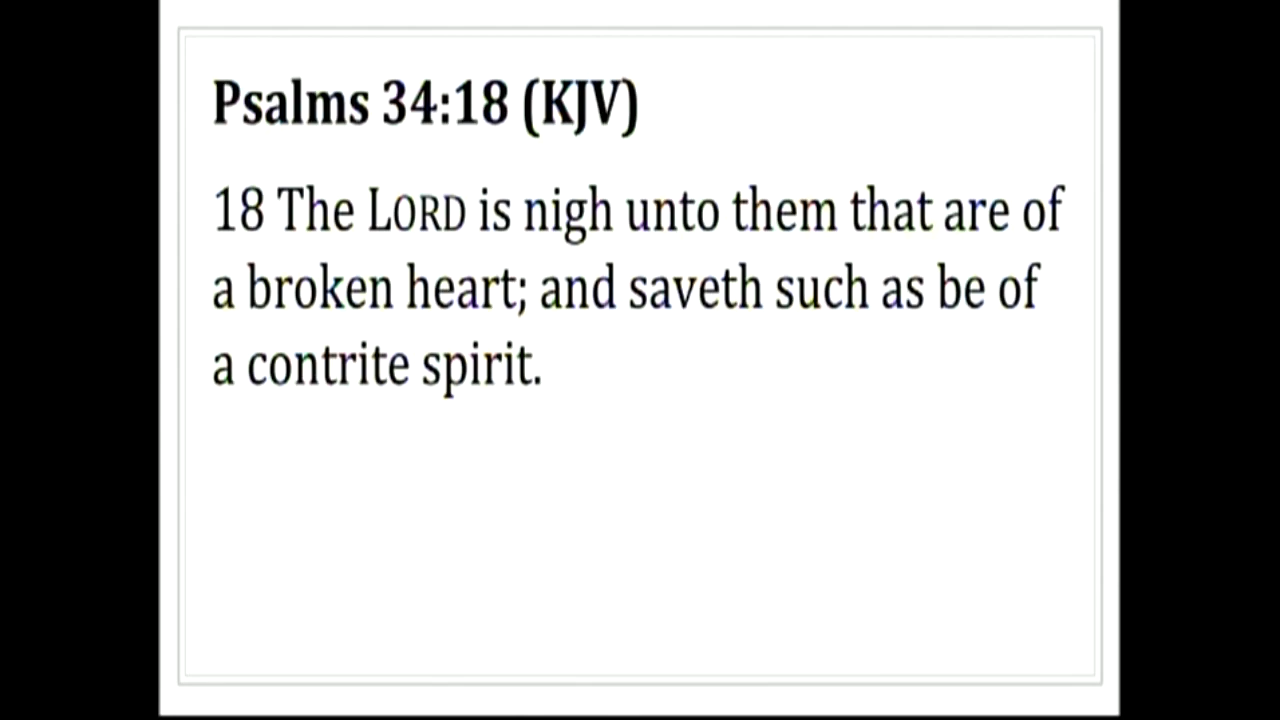 Psalms 34:18 (KJV)
18 The LORD is nigh unto them that are of
a broken heart; and saveth such as be of
a contrite spirit.